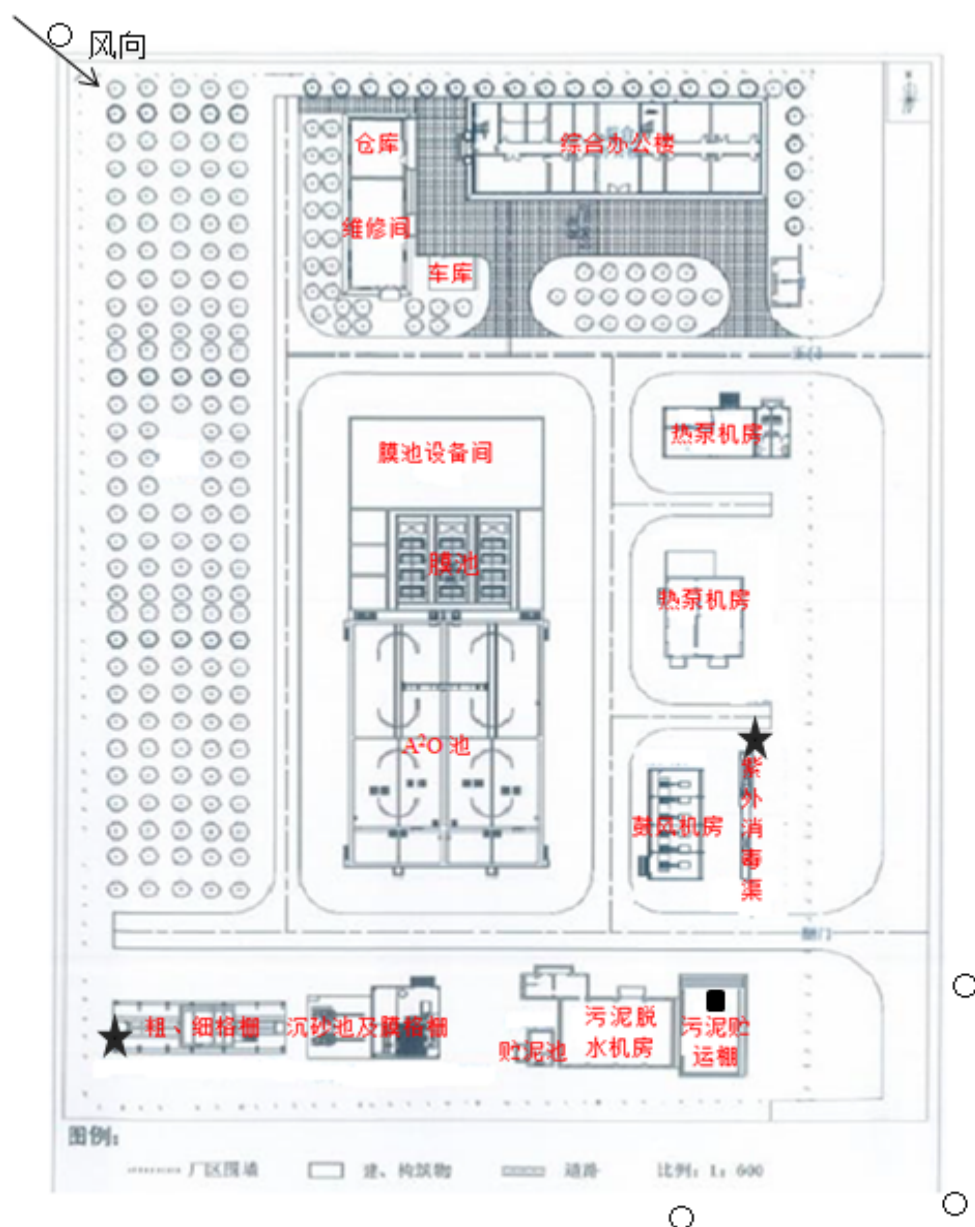 风向
仓库
综合办公楼
维修间
车库
热泵机房
膜池设备间
膜池
热泵机房
A²O 池
鼓风机房
紫外消毒渠
侧门
粗、细格栅
沉砂池及膜格栅
贮泥池
污泥脱
水机房
污泥贮
运棚
图例:
厂区围墙
建、构筑物
道路
比例:1:600